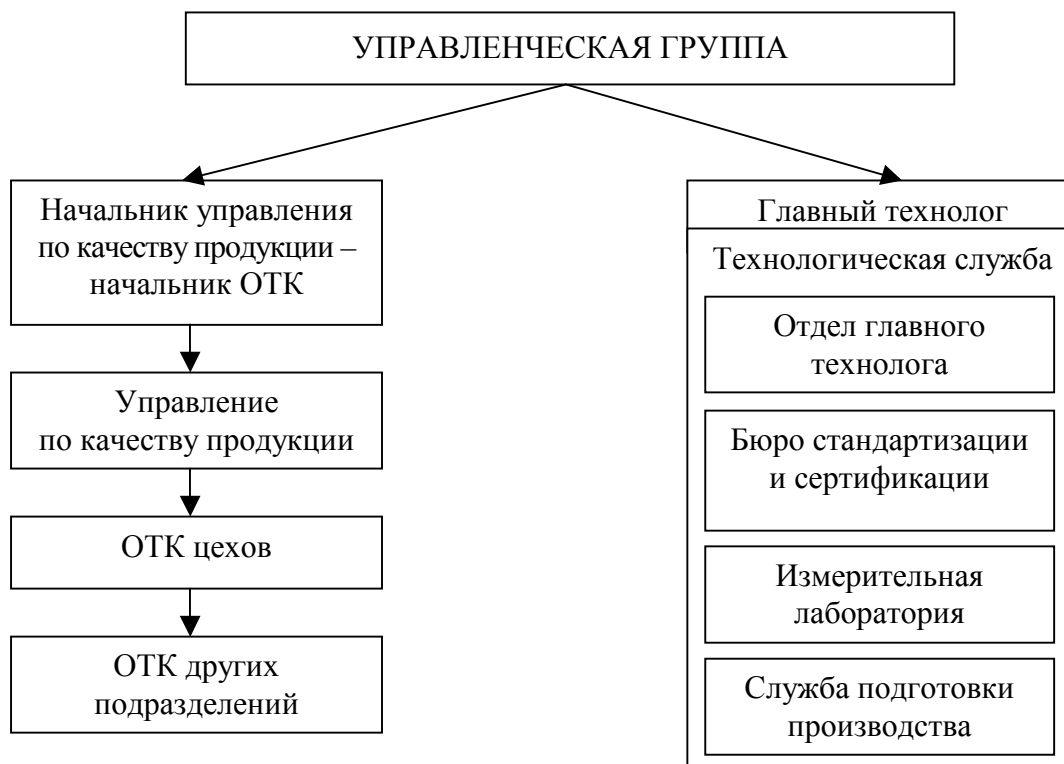 УПРАВЛЕНЧЕСКАЯ ГРУППА
Начальник управления
по качеству продукции –
начальник ОТК
Управление
по качеству продукции
ОТК цехов
ОТК других
подразделений
Главный технолог
Технологическая служба
Отдел главного
технолога
Бюро стандартизации
и сертификации
Измерительная
лаборатория
Служба подготовки
производства